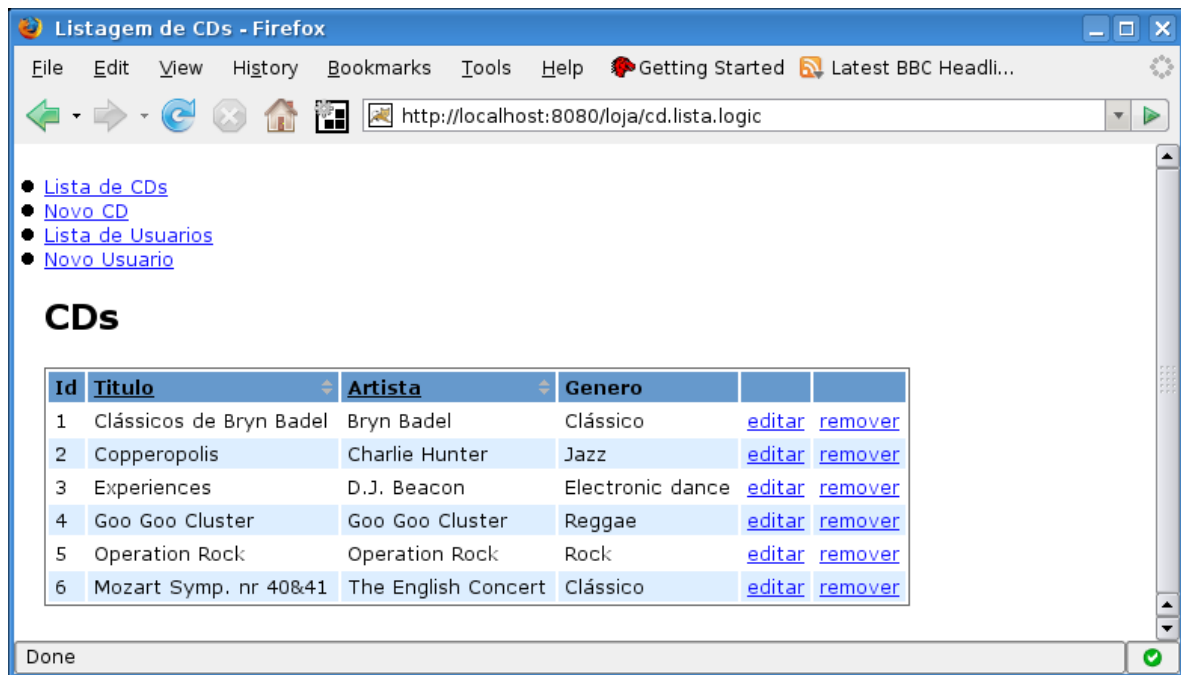 Listagem de CDs - Firefox
File Edit View History Bookmarks Tools Help Getting Started Latest BBC Headli...
http://localhost:8080/loja/cd.lista.logic
Lista de CDs
Novo CD
Lista de Usuarios
Novo Usuario
CDs
Id Titulo Artista Genero
1 Clássicos de Bryn Badel Bryn Badel Clássico editar remover
2 Copperopolis Charlie Hunter Jazz editar remover
3 Experiences D.J. Beacon Electronic dance editar remover
4 Goo Goo Cluster Goo Goo Cluster Reggae editar remover
5 Operation Rock Operation Rock Rock editar remover
6 Mozart Symp. nr 40&41 The English Concert Clássico editar remover
Done